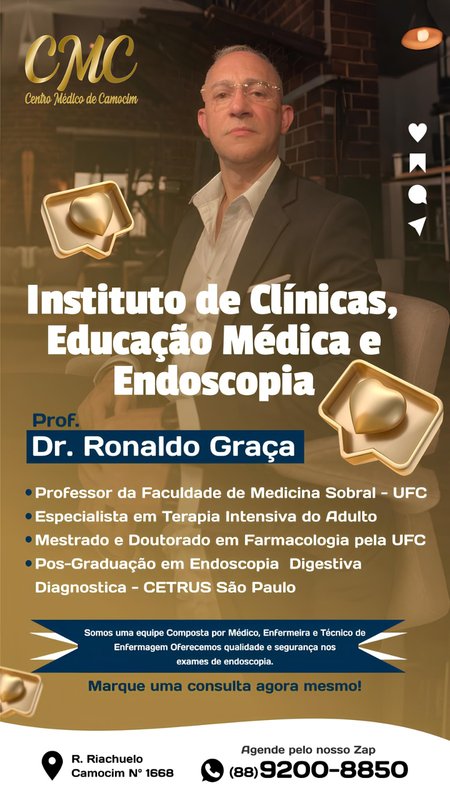 CMC
Centro Médico de Camocim
Instituto de Clínicas,
Educação Médica e
Endoscopia
Prof.
Dr. Ronaldo Graça
• Professor da Faculdade de Medicina Sobral - UFC
• Especialista em Terapia Intensiva do Adulto
• Mestrado e Doutorado em Farmacologia pela UFC
• Pos-Graduação em Endoscopia Digestiva
Diagnostica - CETRUS São Paulo
Somos uma equipe Composta por Médico, Enfermeira e Técnico de
Enfermagem Oferecemos qualidade e segurança nos
exames de endoscopia.
Marque uma consulta agora mesmo!
R. Riachuelo
Camocim Nº 1668
Agende pelo nosso Zap
(88)9200-8850